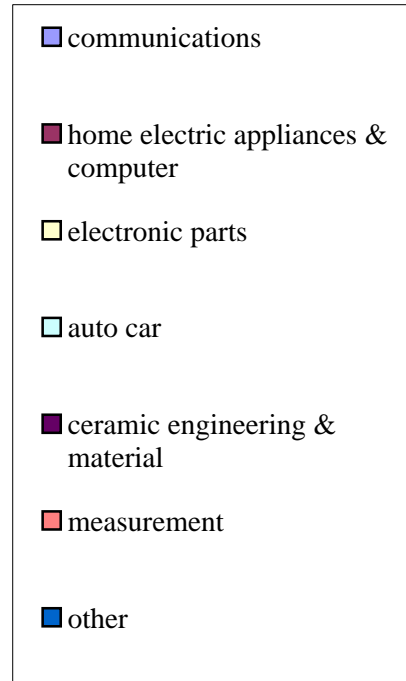 communications
home electric appliances &
computer
electronic parts
auto car
ceramic engineering &
material
measurement
other